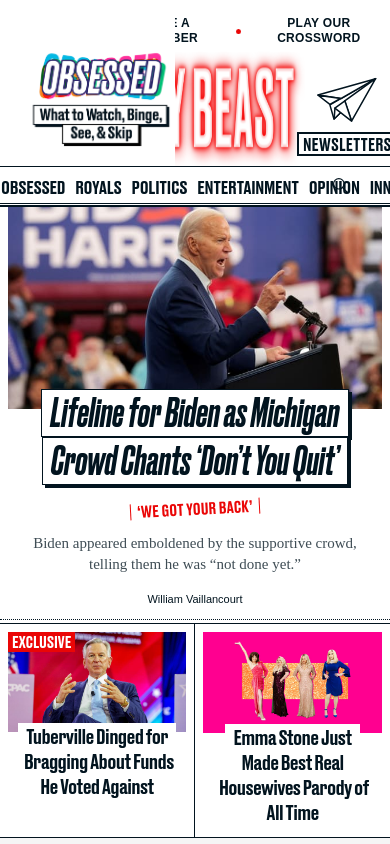 E A
BER
PLAY OUR
CROSSWORD
OBSESSED
What to Watch, Binge,
See, & Skip
Y BEAST
NEWSLETTERS
OBSESSED ROYALS POLITICS ENTERTAINMENT OPINION INN
HARRIS
Lifeline for Biden as Michigan
Crowd Chants ‘Don’t You Quit’
‘WE GOT YOUR BACK’
Biden appeared emboldened by the supportive crowd,
telling them he was “not done yet.”
William Vaillancourt
EXCLUSIVE
CPAC
Tuberville Dinged for
Bragging About Funds
He Voted Against
Emma Stone Just
Made Best Real
Housewives Parody of
All Time